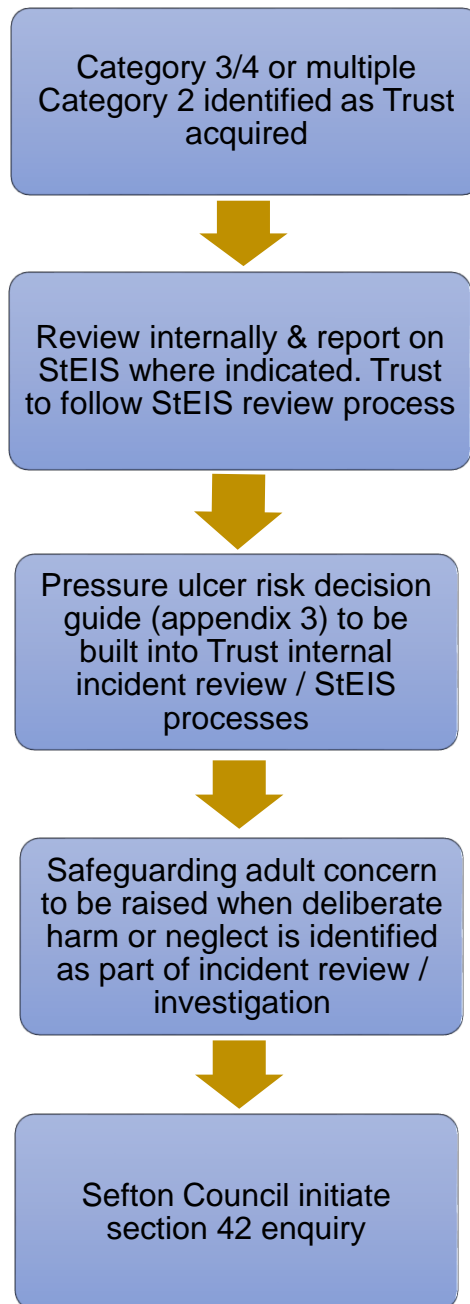 Category 3/4 or multiple
Category 2 identified as Trust
acquired
Review internally & report on
StEIS where indicated. Trust
to follow StEIS review process
Pressure ulcer risk decision
guide (appendix 3) to be
built into Trust internal
incident review / StEIS
processes
Safeguarding adult concern
to be raised when deliberate
harm or neglect is identified
as part of incident review /
investigation
Sefton Council initiate
section 42 enquiry